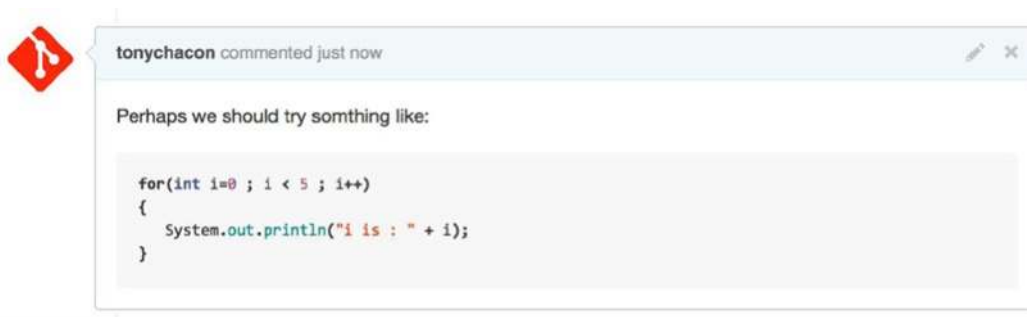 tonychacon commented just now
Perhaps we should try somthing like:
for(int i=0 ; i < 5 ; i++)
{
System.out.println("i is : " + i);
}